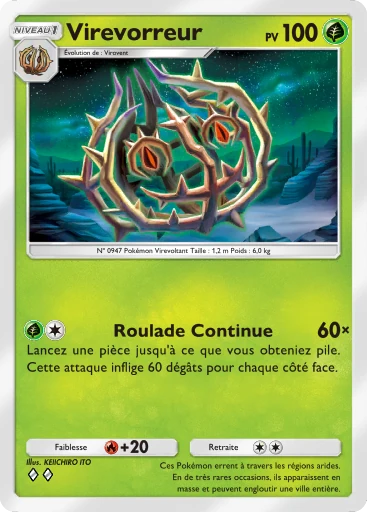 NIVEAU 1
Virevorreur
PV 100
Évolution de : Virovent
N° 0947 Pokémon Virevoltant Taille : 1,2 m Poids : 6,0 kg
Roulade Continue 60×
Lancez une pièce jusqu'à ce que vous obteniez pile.
Cette attaque inflige 60 dégâts pour chaque côté face.
Faiblesse +20
Retraite
Illus. KEIICHIRO ITO
Ces Pokémon errent à travers les régions arides.
En de très rares occasions, ils apparaissent en
masse et peuvent engloutir une ville entière.